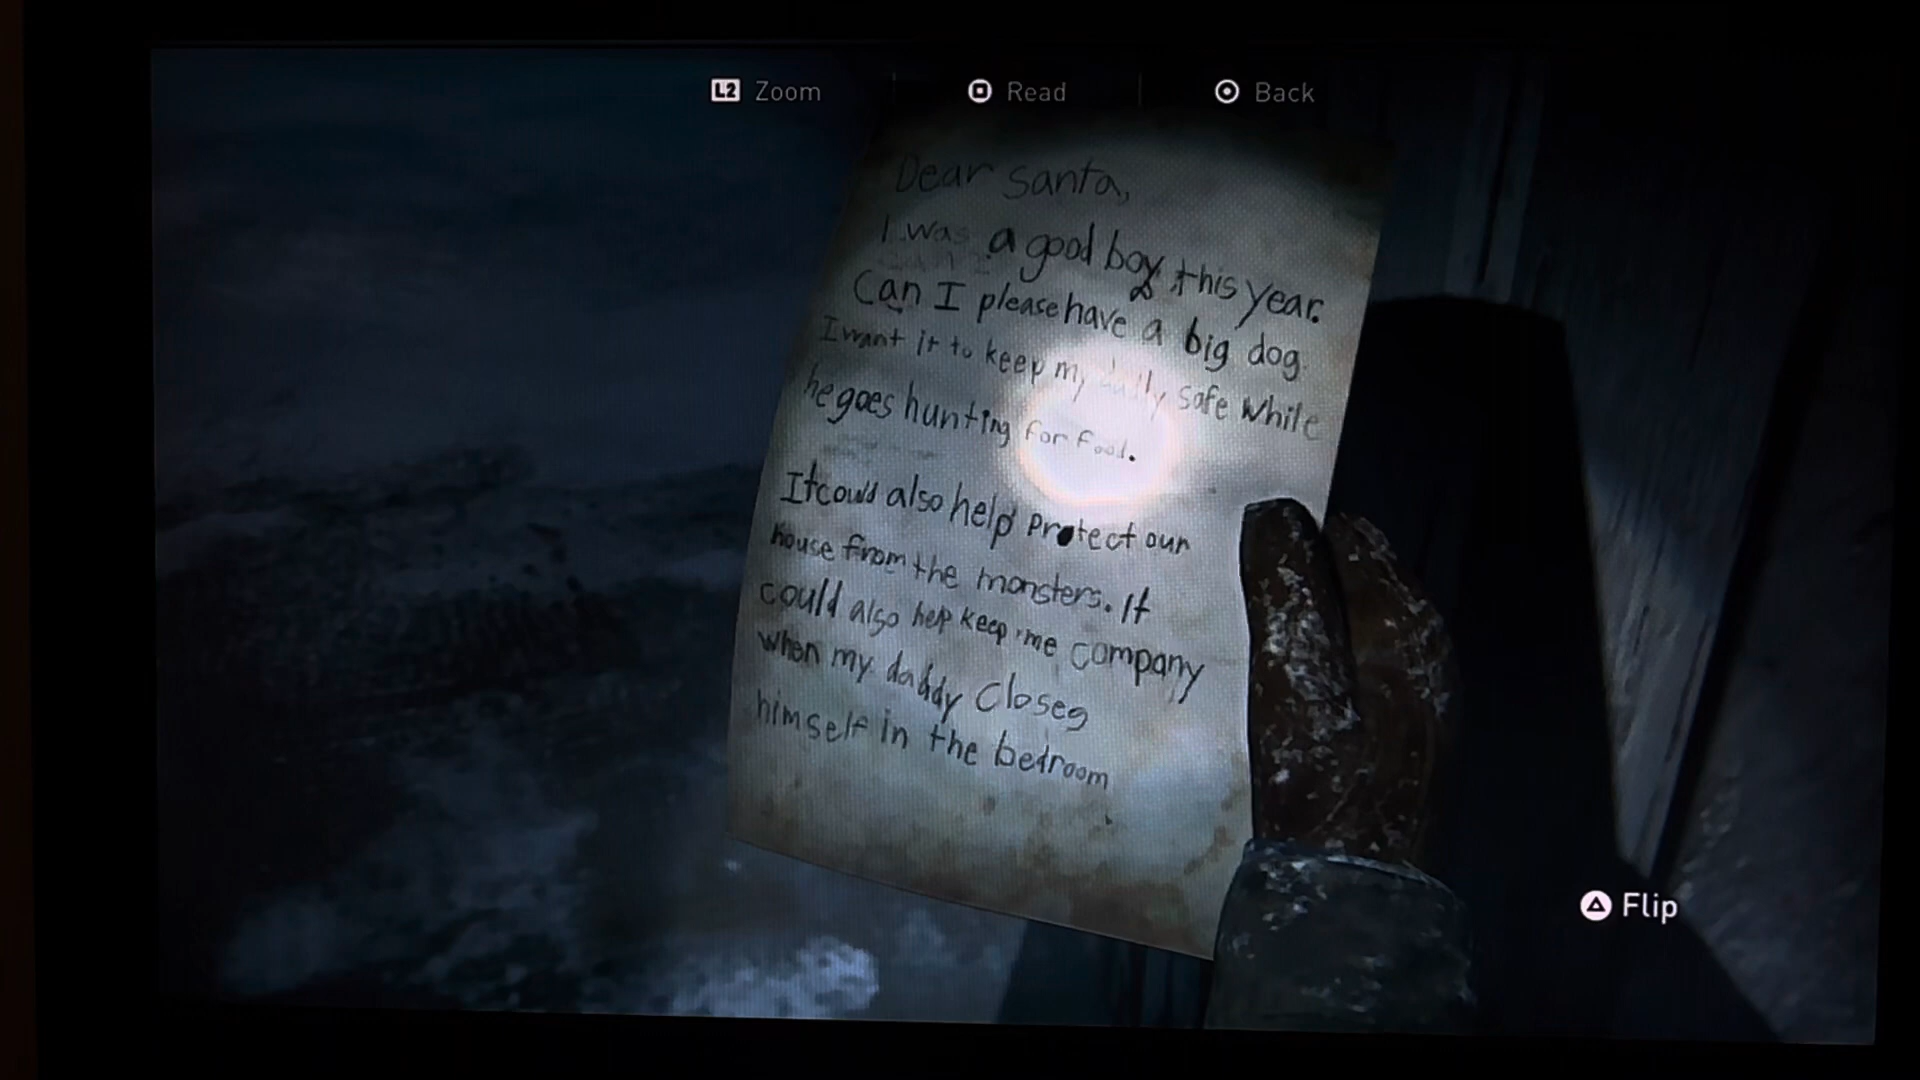 L2 Zoom
Read
Back
Dear Santa,
I was a good boy this year.
Can I please have a big dog.
I want it to keep my daddy safe while
he goes hunting for food.
It could also help protect our
house from the monsters. It
could also help keep me company
when my daddy closes
himself in the bedroom
Flip